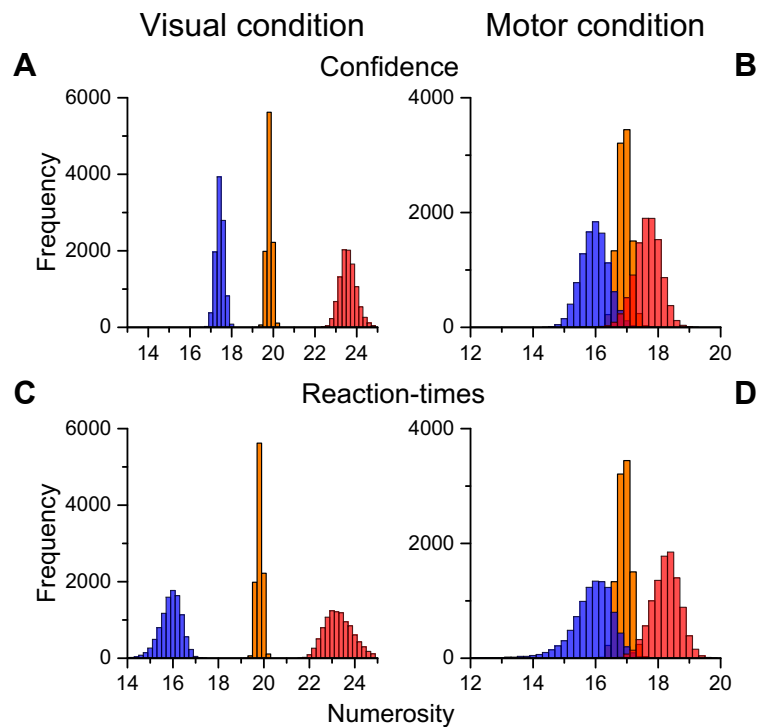 Visual condition Motor condition
A Confidence B
6000 4000
4000
Frequency
2000 2000
0 0
14 16 18 20 22 24 12 14 16 18 20
C Reaction-times D
6000 4000
4000
Frequency
2000 2000
0 0
14 16 18 20 22 24 12 14 16 18 20
Numerosity